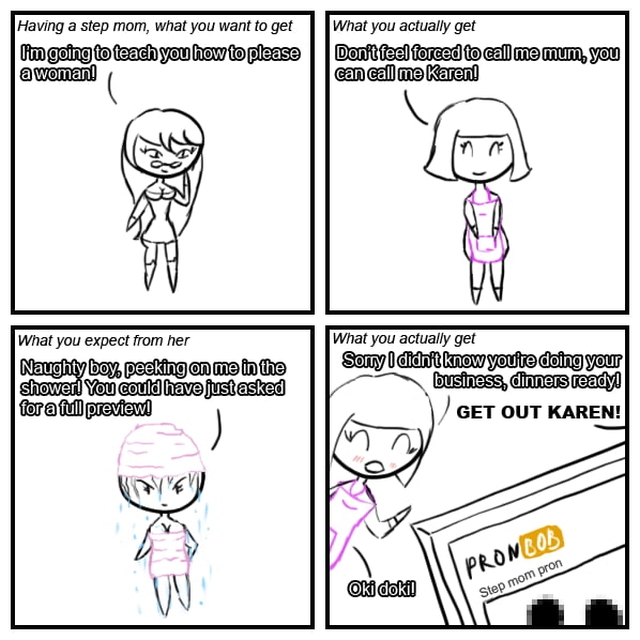 Having a step mom, what you want to get
I'm going to teach you how to please
a woman!
What you actually get
Don't feel forced to call me mum, you
can call me Karen!
What you expect from her
Naughty boy, peeking on me in the
shower! You could have just asked
for a full preview!
What you actually get
Sorry I didn't know you're doing your
business, dinners ready!
GET OUT KAREN!
Oki doki!
PRON BOB
Step mom pron